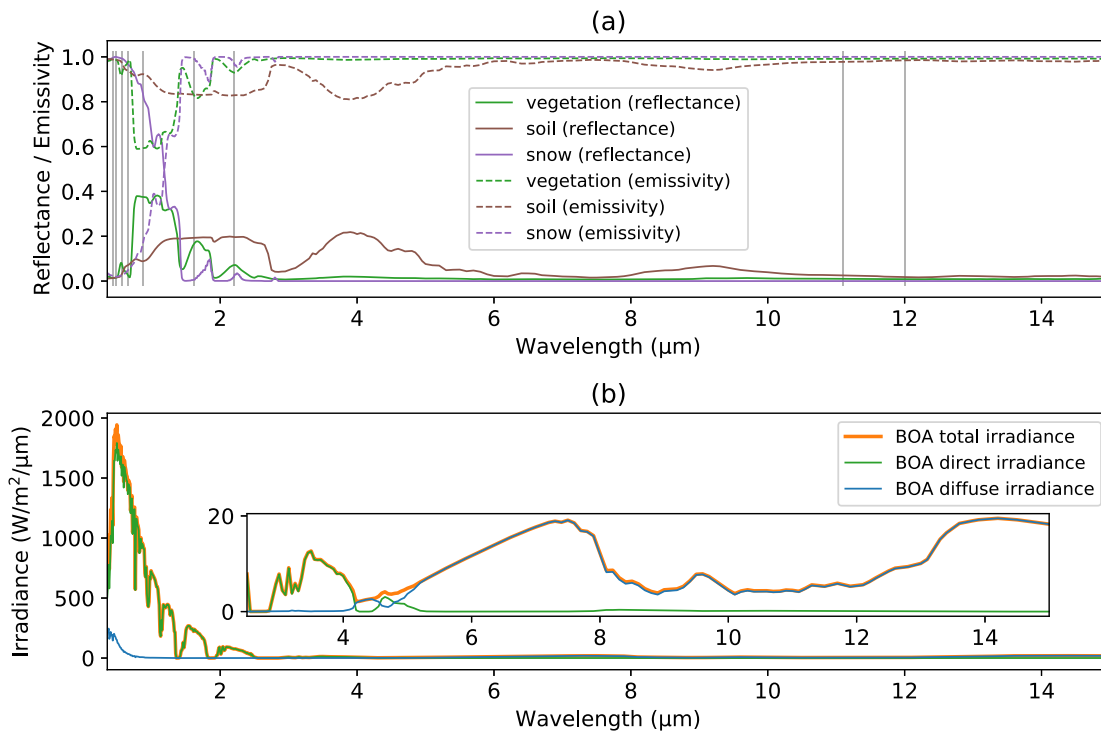 (a)
Reflectance / Emissivity
1.0
0.8
0.6
0.4
0.2
0.0
vegetation (reflectance)
soil (reflectance)
snow (reflectance)
vegetation (emissivity)
soil (emissivity)
snow (emissivity)
2 4 6 8 10 12 14
Wavelength (μm)
(b)
Irradiance (W/m²/μm)
2000
1500
1000
500
0
BOA total irradiance
BOA direct irradiance
BOA diffuse irradiance
20
0
4 6 8 10 12 14
2 4 6 8 10 12 14
Wavelength (μm)